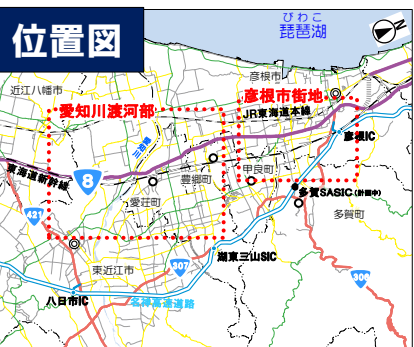 位置図
びわこ
琵琶湖
近江八幡市
彦根市
愛知川渡河部
彦根市街地
JR東海道本線
彦根IC
東海道新幹線
8
豊郷町
甲良町
多賀SASIC(計画中)
愛荘町
多賀町
421
東近江市
307
湖東三山SIC
306
八日市IC
名神高速道路